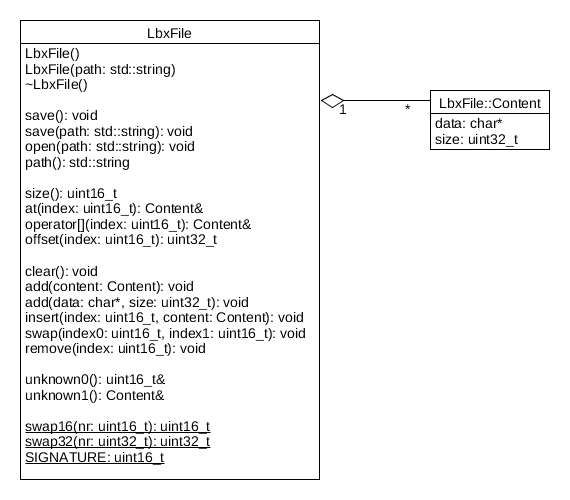 LbxFile
LbxFile()
LbxFile(path: std::string)
~LbxFile()
save(): void
save(path: std::string): void
open(path: std::string): void
path(): std::string
size(): uint16_t
at(index: uint16_t): Content&
operator[](index: uint16_t): Content&
offset(index: uint16_t): uint32_t
clear(): void
add(content: Content): void
add(data: char*, size: uint32_t): void
insert(index: uint16_t, content: Content): void
swap(index0: uint16_t, index1: uint16_t): void
remove(index: uint16_t): void
unknown0(): uint16_t&
unknown1(): Content&
swap16(nr: uint16_t): uint16_t
swap32(nr: uint32_t): uint32_t
SIGNATURE: uint16_t
1
*
LbxFile::Content
data: char*
size: uint32_t